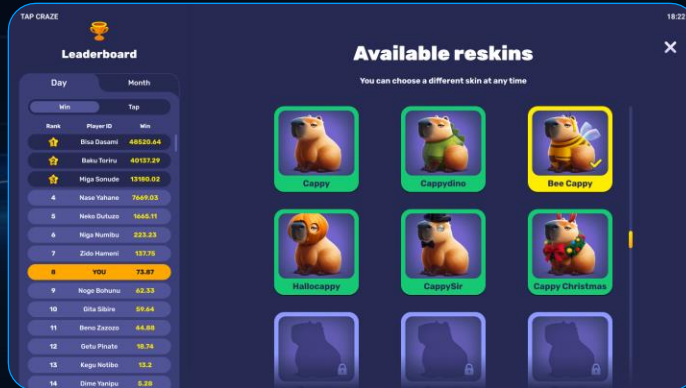 TAP CRAZE
18:22
Leaderboard
Day Month
Win Tap
Rank Player ID Win
1 Bisa Dasami 48520.64
2 Baku Toriru 40137.29
3 Miga Sonude 13180.02
4 Nase Yahane 7669.03
5 Neko Dutuzo 1665.11
6 Niga Numibu 223.23
7 Zido Hameni 137.75
8 YOU 73.87
9 Noge Bohunu 62.33
10 Gita Sibire 59.64
11 Beno Zazozo 44.88
12 Getu Pinate 18.74
13 Kegu Notibo 13.2
14 Dime Yanipu 5.28
Available reskins
You can choose a different skin at any time
Cappy Cappydino Bee Cappy
Hallocappy CappySir Cappy Christmas